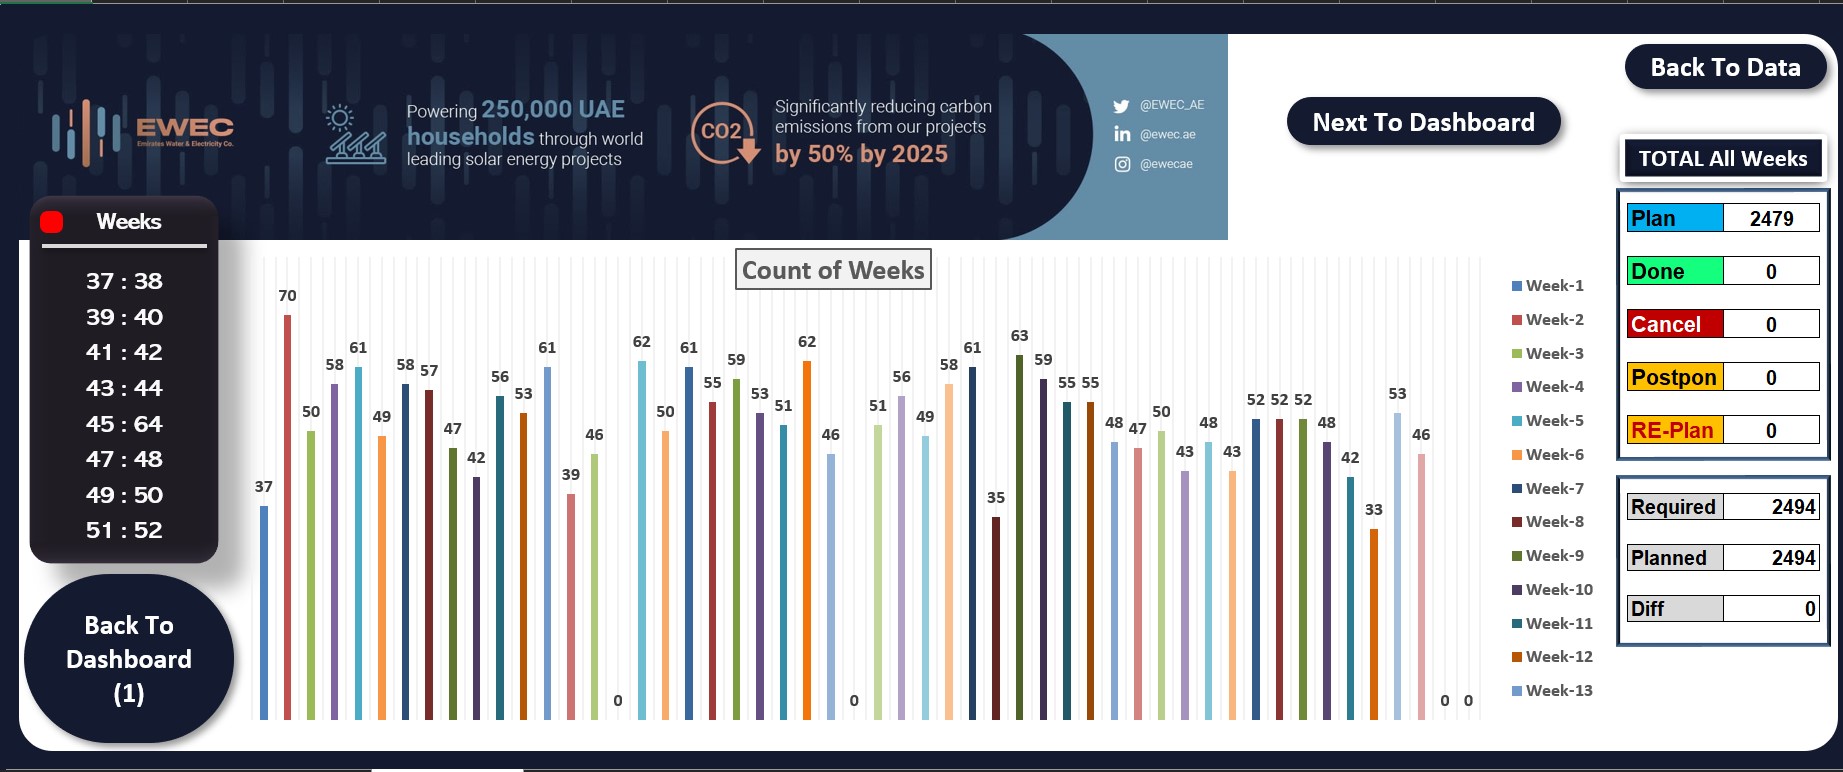 EWEC
Emirates Water & Electricity Co.
Powering 250,000 UAE
households through world
leading solar energy projects
CO2
Significantly reducing carbon
emissions from our projects
by 50% by 2025
@EWEC_AE
@ewec.ae
@ewecae
Next To Dashboard
Back To Data
TOTAL All Weeks
Plan 2479
Done 0
Cancel 0
Postpon 0
RE-Plan 0
Required 2494
Planned 2494
Diff 0
Weeks
37 : 38
39 : 40
41 : 42
43 : 44
45 : 64
47 : 48
49 : 50
51 : 52
Back To
Dashboard
(1)
Count of Weeks
37 70 50 58 61 49 58 57 47 42 56 53 61 39 46 0 62 50 61 55 59 53 51 62 46 0 51 56 49 58 61 35 63 59 55 55 48 47 50 43 48 43 52 52 52 48 42 33 53 46 0 0
Week-1
Week-2
Week-3
Week-4
Week-5
Week-6
Week-7
Week-8
Week-9
Week-10
Week-11
Week-12
Week-13